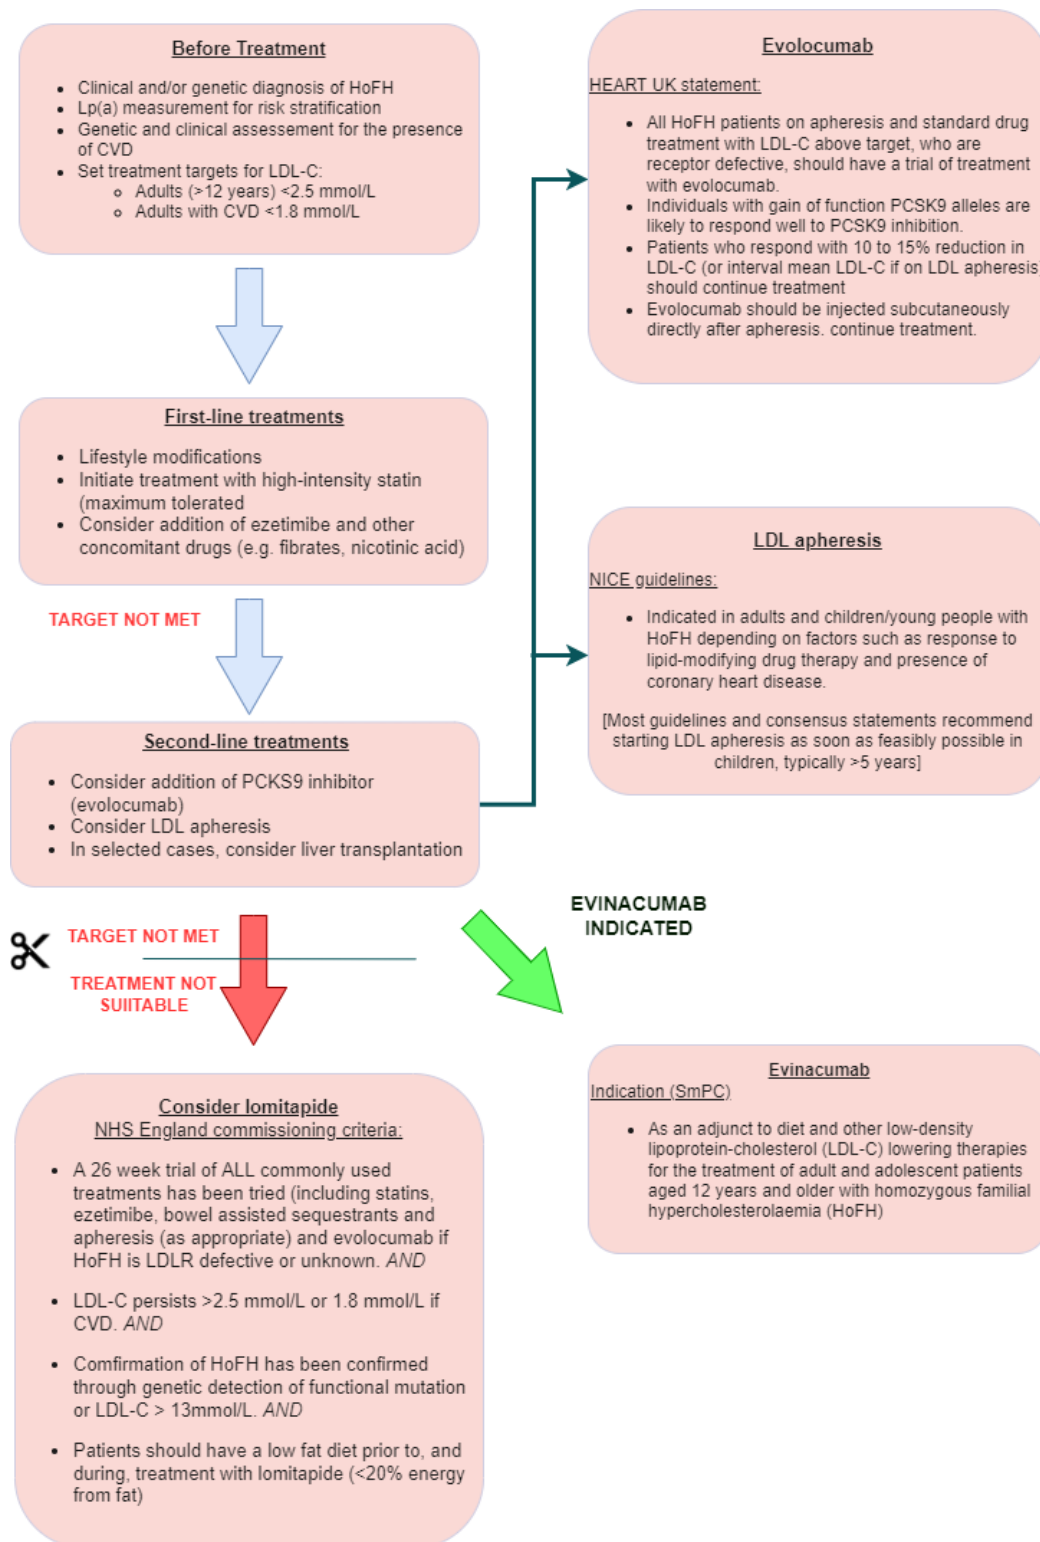 Before Treatment
• Clinical and/or genetic diagnosis of HoFH
• Lp(a) measurement for risk stratification
• Genetic and clinical assessement for the presence
of CVD
• Set treatment targets for LDL-C:
◦ Adults (>12 years) <2.5 mmol/L
◦ Adults with CVD <1.8 mmol/L
First-line treatments
• Lifestyle modifications
• Initiate treatment with high-intensity statin
(maximum tolerated
• Consider addition of ezetimibe and other
concomitant drugs (e.g. fibrates, nicotinic acid)
TARGET NOT MET
Second-line treatments
• Consider addition of PCKS9 inhibitor
(evolocumab)
• Consider LDL apheresis
• In selected cases, consider liver transplantation
Evolocumab
HEART UK statement:
• All HoFH patients on apheresis and standard drug
treatment with LDL-C above target, who are
receptor defective, should have a trial of treatment
with evolocumab.
• Individuals with gain of function PCSK9 alleles are
likely to respond well to PCSK9 inhibition.
• Patients who respond with 10 to 15% reduction in
LDL-C (or interval mean LDL-C if on LDL apheresis)
should continue treatment
• Evolocumab should be injected subcutaneously
directly after apheresis. continue treatment.
LDL apheresis
NICE guidelines:
• Indicated in adults and children/young people with
HoFH depending on factors such as response to
lipid-modifying drug therapy and presence of
coronary heart disease.
[Most guidelines and consensus statements recommend
starting LDL apheresis as soon as feasibly possible in
children, typically >5 years]
TARGET NOT MET
TREATMENT NOT
SUIITABLE
EVINACUMAB
INDICATED
Consider lomitapide
NHS England commissioning criteria:
• A 26 week trial of ALL commonly used
treatments has been tried (including statins,
ezetimibe, bowel assisted sequestrants and
apheresis (as appropriate) and evolocumab if
HoFH is LDLR defective or unknown. AND
• LDL-C persists >2.5 mmol/L or 1.8 mmol/L if
CVD. AND
• Comfirmation of HoFH has been confirmed
through genetic detection of functional mutation
or LDL-C > 13mmol/L. AND
• Patients should have a low fat diet prior to, and
during, treatment with lomitapide (<20% energy
from fat)
Evinacumab
Indication (SmPC)
• As an adjunct to diet and other low-density
lipoprotein-cholesterol (LDL-C) lowering therapies
for the treatment of adult and adolescent patients
aged 12 years and older with homozygous familial
hypercholesterolaemia (HoFH)